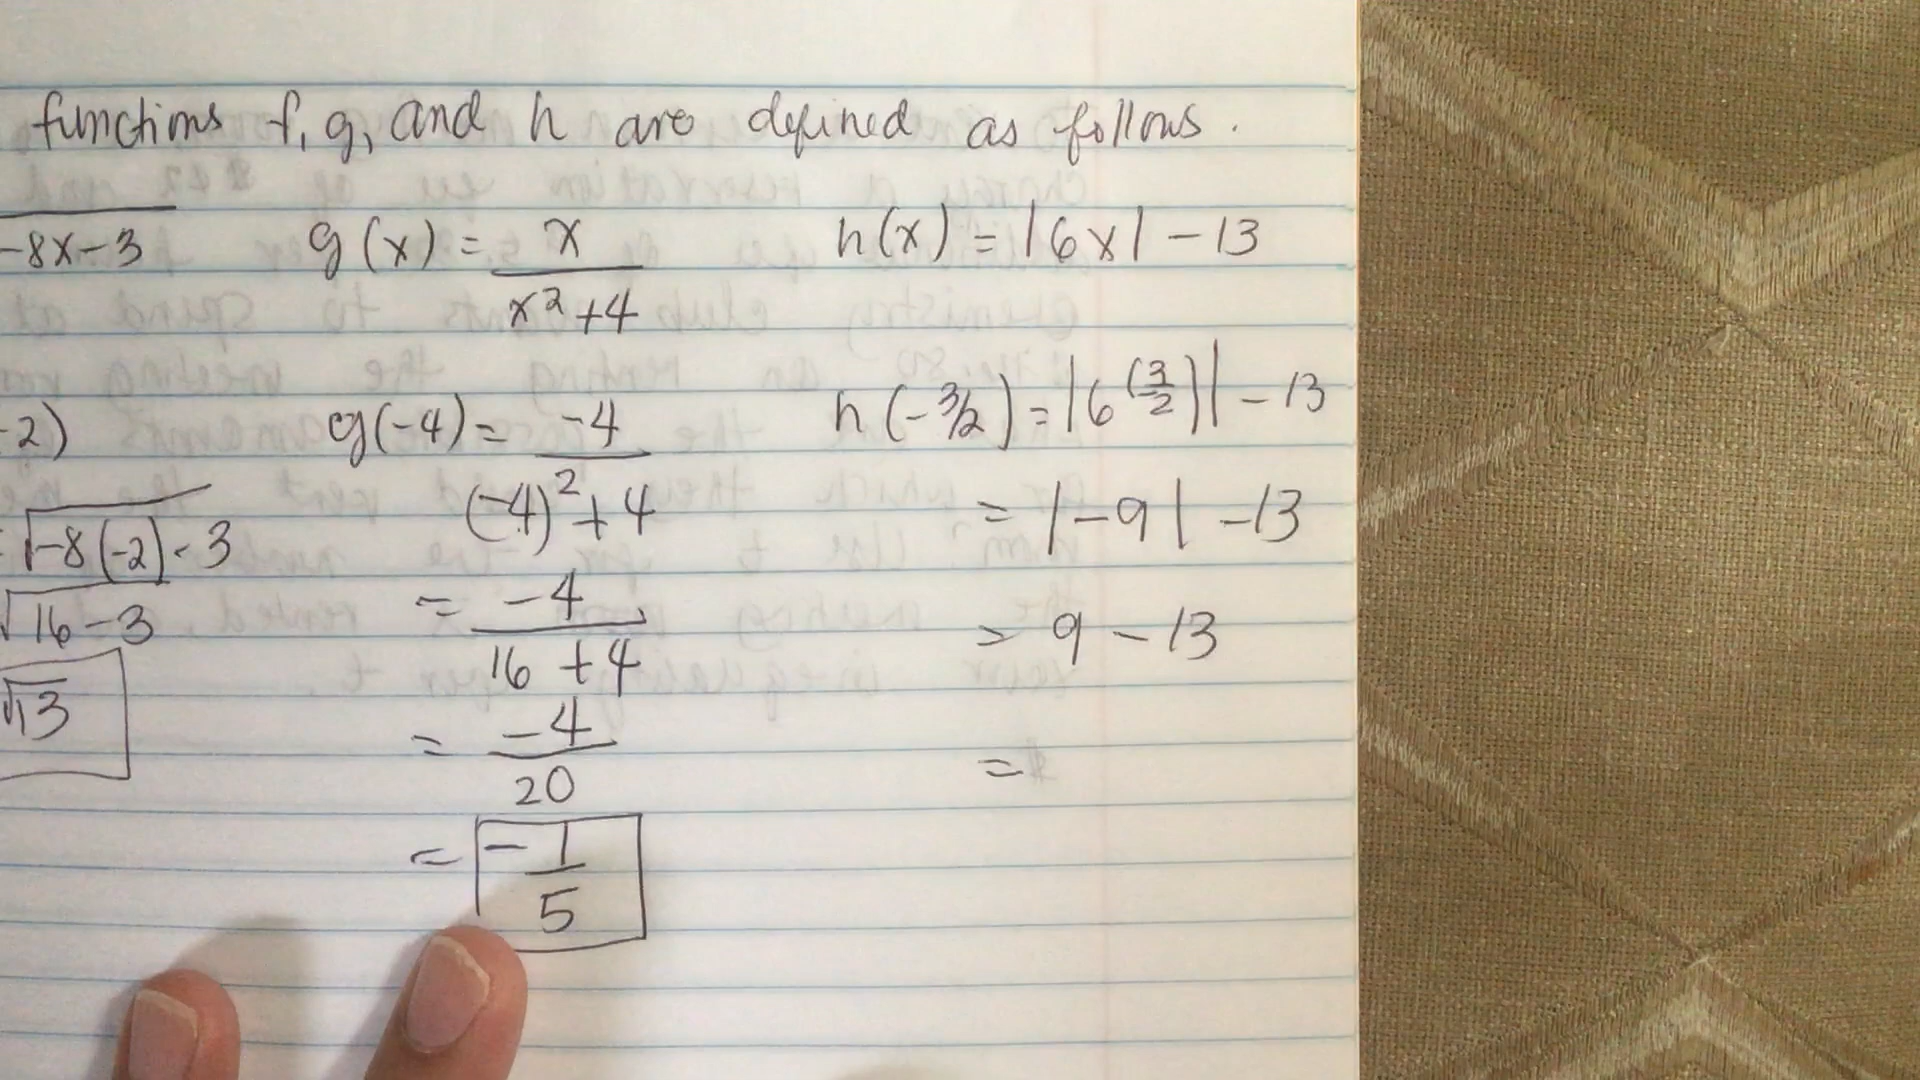 functions f, g, and h are defined as follows.
-8x-3 g(x) = x/(x²+4) h(x) = |6x| - 13
-2) g(-4) = -4/((-4)²+4) h(-3/2) = |6(3/2)| - 13
= √(-8(-2)-3) = -4/(16+4) = |-9| - 13
√(16-3) = -4/20 = 9 - 13
√13 = -1/5 =